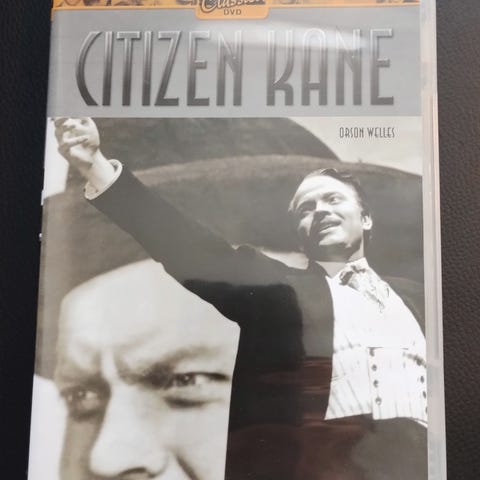 Classic
DVD
CITIZEN KANE
ORSON WELLES